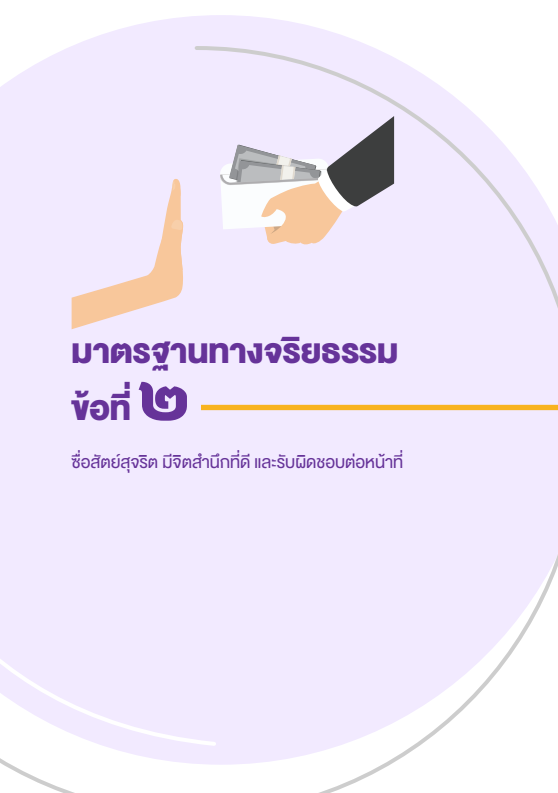 มาตรฐานทางจริยธรรม
ข้อที่ ๒
ซื่อสัตย์สุจริต มีจิตสำนึกที่ดี และรับผิดชอบต่อหน้าที่